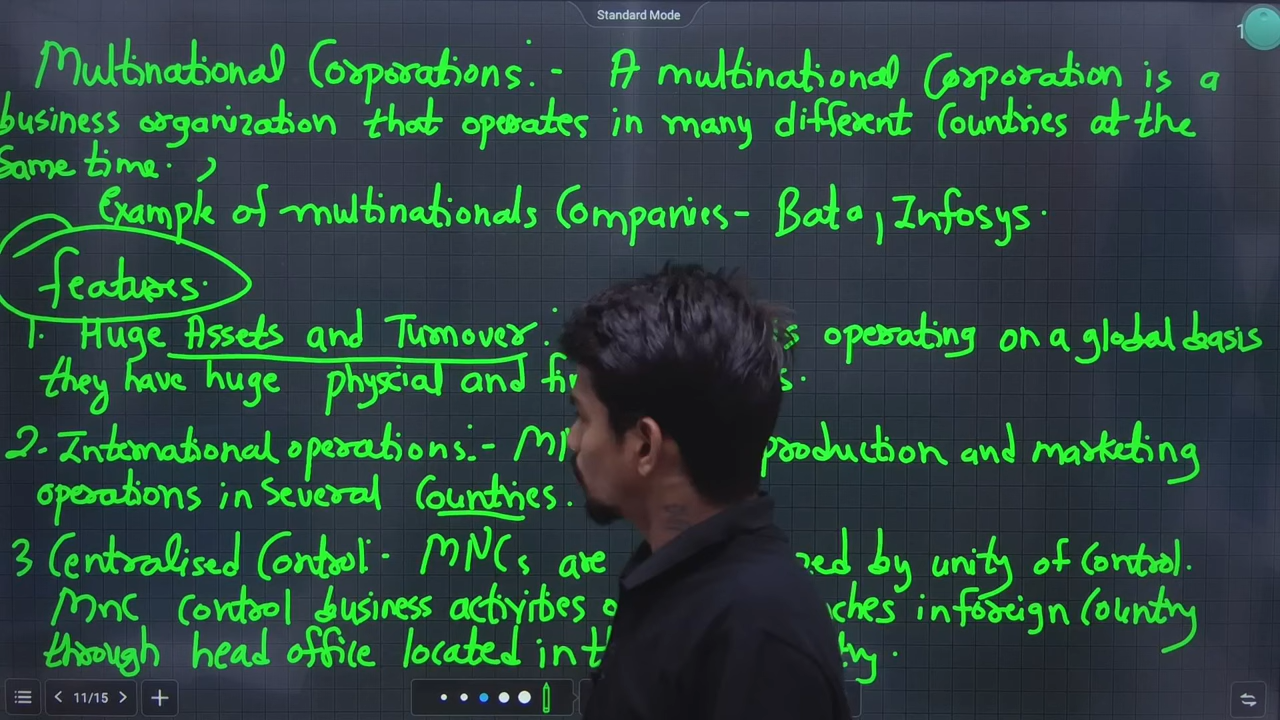 Standard Mode
1
Multinational Corporations:- A multinational Corporation is a
business organization that operates in many different Countries at the
Same time.
Example of multinationals Companies- Bata, Infosys.
features.
1. Huge Assets and Turnover: operating on a global basis
they have huge physcial and
2. International operations:- production and marketing
operations in Several Countries.
3 Centralised Control- MNCs are by unity of Control.
MnC Control business activities in foreign Country
through head office located in
11/15